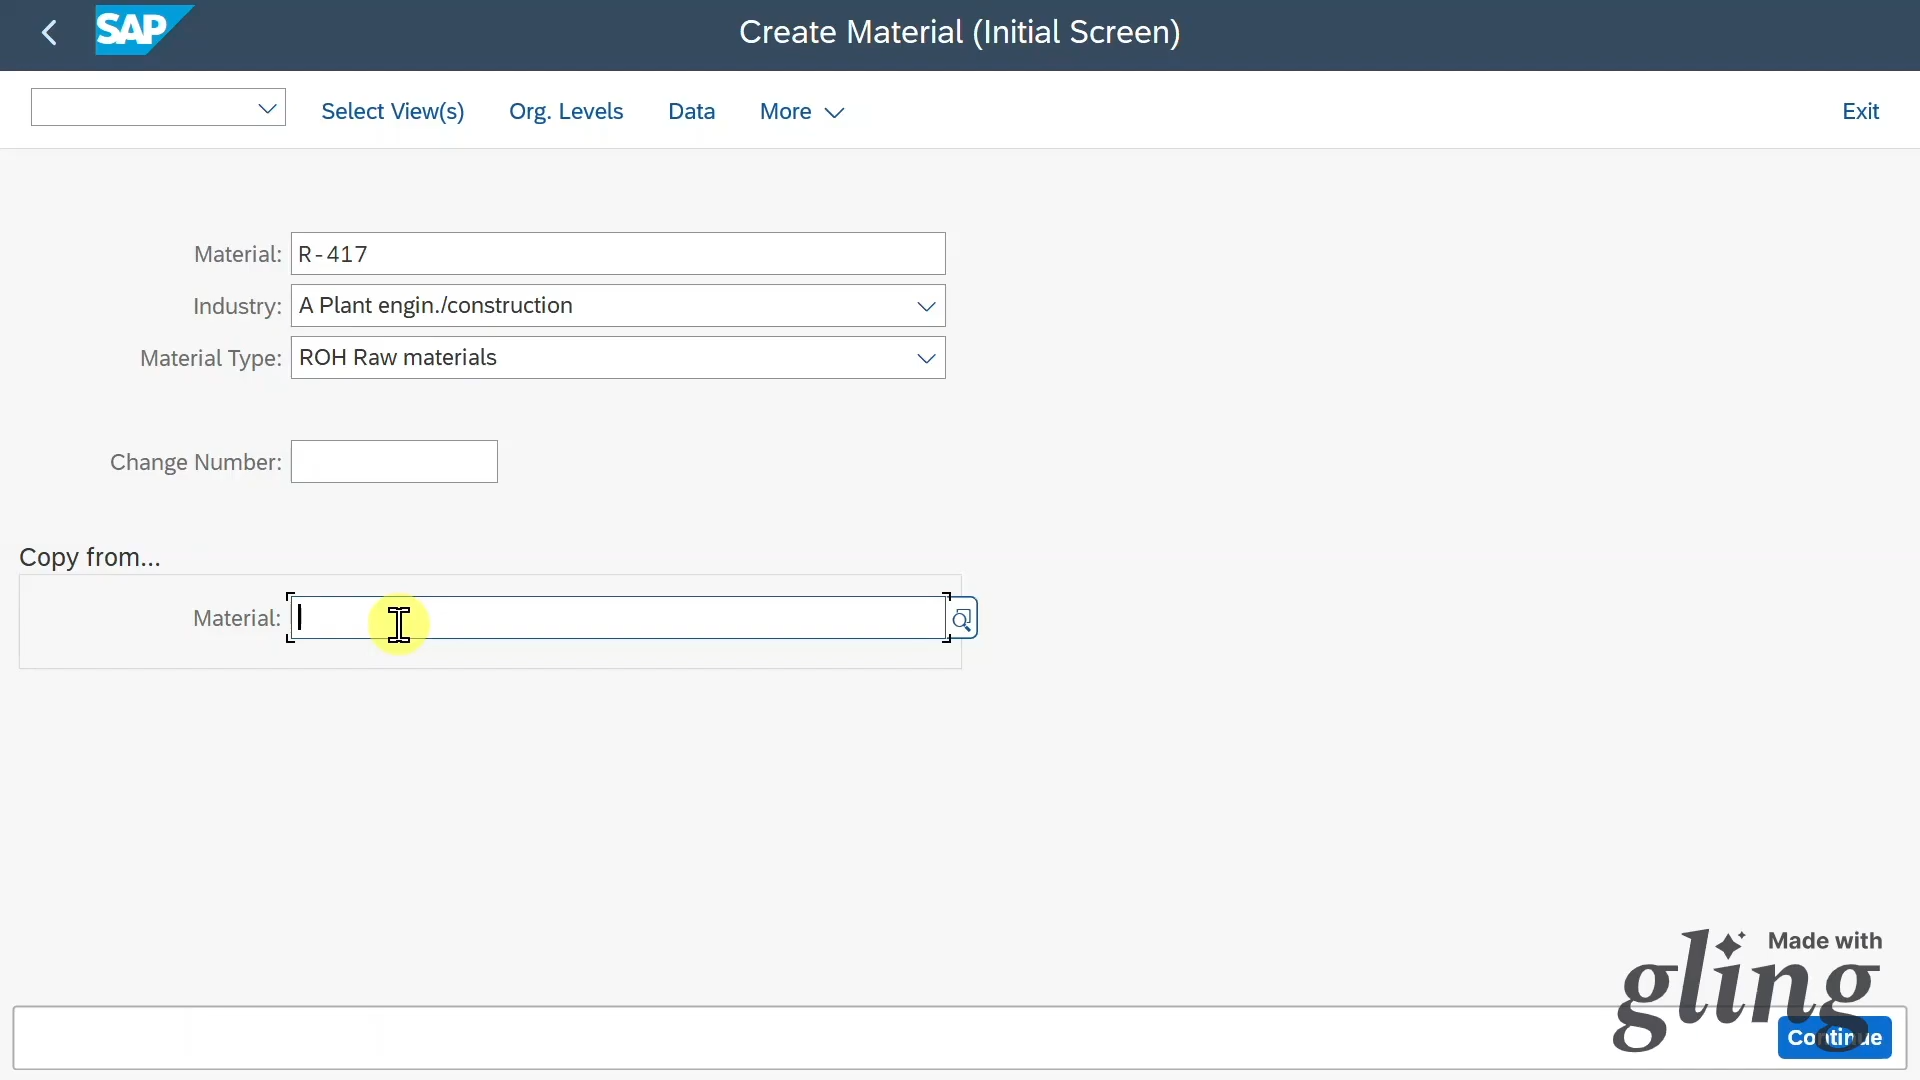 SAP
Create Material (Initial Screen)
Select View(s) Org. Levels Data More Exit
Material: R-417
Industry: A Plant engin./construction
Material Type: ROH Raw materials
Change Number:
Copy from...
Material:
Made with
gling
Continue